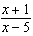 x + 1
x − 5